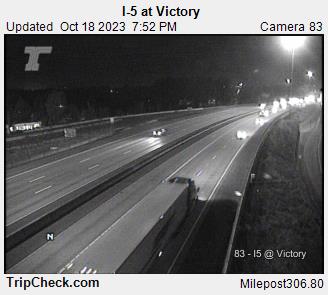 I-5 at Victory
Updated Oct 18 2023 7:52 PM Camera 83
T
N
83 - I5 @ Victory
TripCheck.com Milepost306.80